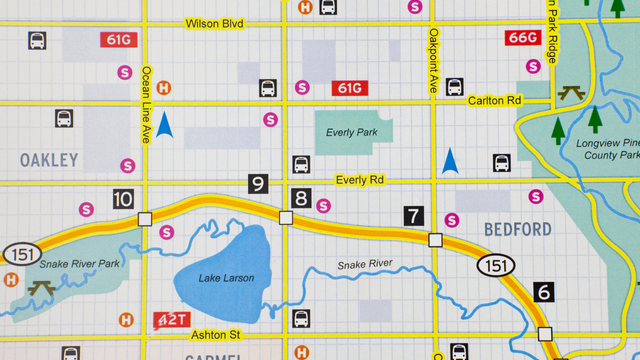 H
S
Wilson Blvd
61G
66G
n Park Ridge
S
S
Ocean Line Ave
H
S
61G
Oakpoint Ave
Carlton Rd
S
S
Everly Park
Longview Pine
County Park
OAKLEY
S
Everly Rd
10
9
8
7
S
S
S
S
S
BEDFORD
151
Snake River Park
H
Lake Larson
Snake River
151
6
H
42T
Ashton St
CARMEL
H
O